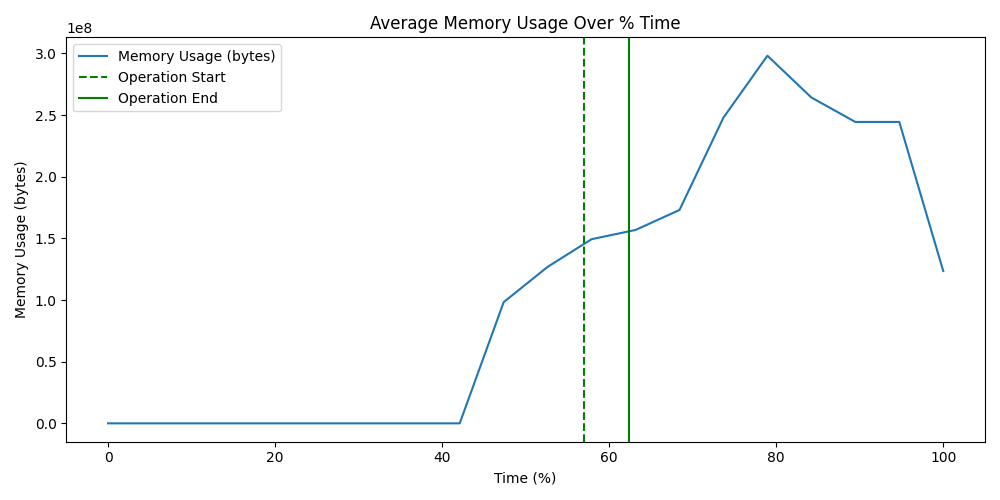 Average Memory Usage Over % Time
1e8
Memory Usage (bytes)
Operation Start
Operation End
3.0
2.5
2.0
1.5
1.0
0.5
0.0
Memory Usage (bytes)
0 20 40 60 80 100
Time (%)